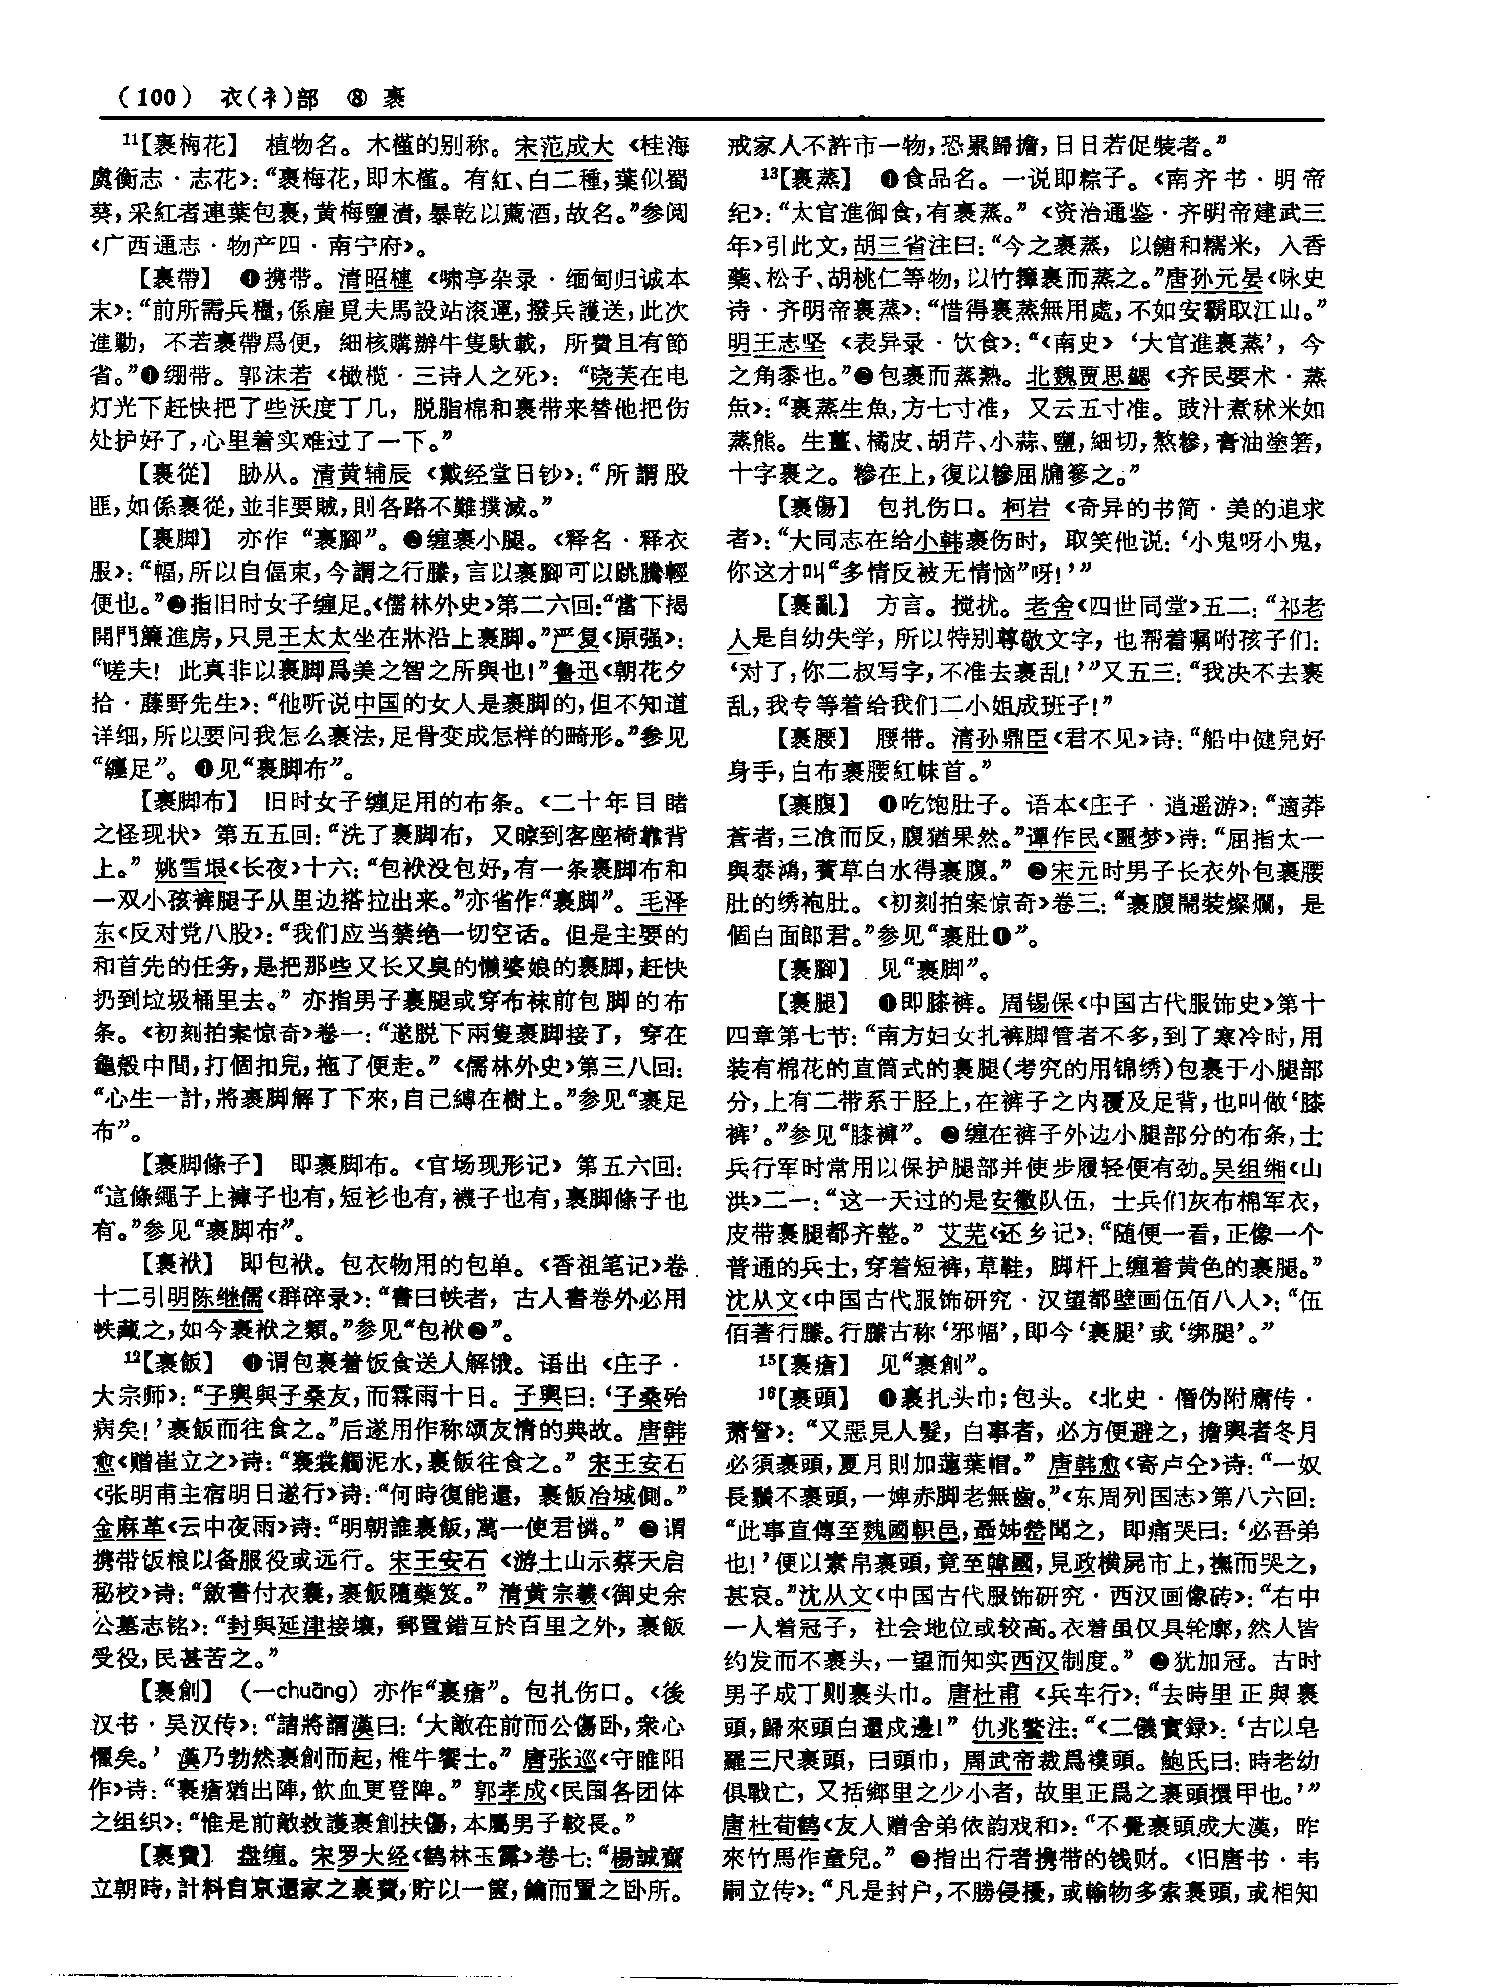 (100) 衣(衤)部 ⑧ 裹
¹¹【裹梅花】 植物名。木槿的别称。宋范成大《桂海
虞衡志·志花》：“裹梅花，即木槿。有紅、白二種，葉似蜀
葵，采紅者連葉包裹，黄梅鹽漬，暴乾以薦酒，故名。”参阅
《广西通志·物产四·南宁府》。
【裹帶】 ❶携带。清昭槤《啸亭杂录·缅甸归诚本
末》：“前所需兵糧，係雇覓夫馬設站滚運，撥兵護送，此次
進勦，不若裹帶爲便，細核購辦牛隻馱載，所費且有節
省。”❷绷带。郭沫若《橄榄·三诗人之死》：“晓芙在电
灯光下赶快把了些沃度丁几，脱脂棉和裹带来替他把伤
处护好了，心里着实难过了一下。”
【裹從】 胁从。清黄辅辰《戴经堂日钞》：“所謂股
匪，如係裹從，並非要賊，則各路不難撲滅。”
【裹脚】 亦作“裹腳”。❶缠裹小腿。《释名·释衣
服》：“幅，所以自偪束，今謂之行縢，言以裹腳可以跳騰輕
便也。”❷指旧时女子缠足。《儒林外史》第二六回：“當下揭
開門簾進房，只見王太太坐在牀沿上裹脚。”严复《原强》：
“嗟夫！此真非以裹脚爲美之智之所與也！”鲁迅《朝花夕
拾·藤野先生》：“他听说中国的女人是裹脚的，但不知道
详细，所以要问我怎么裹法，足骨变成怎样的畸形。”参见
“纏足”。❸见“裹脚布”。
【裹脚布】 旧时女子缠足用的布条。《二十年目睹
之怪现状》第五五回：“洗了裹脚布，又晾到客座椅靠背
上。”姚雪垠《长夜》十六：“包袱没包好，有一条裹脚布和
一双小孩裤腿子从里边搭拉出来。”亦省作“裹脚”。毛泽
东《反对党八股》：“我们应当禁绝一切空话。但是主要的
和首先的任务，是把那些又长又臭的懒婆娘的裹脚，赶快
扔到垃圾桶里去。”亦指男子裹腿或穿布袜前包脚的布
条。《初刻拍案惊奇》卷一：“遂脱下兩隻裹脚接了，穿在
龜殼中間，打個扣兒，拖了便走。”《儒林外史》第三八回：
“心生一計，將裹脚解了下來，自己縛在樹上。”参见“裹足
布”。
【裹脚條子】 即裹脚布。《官场现形记》第五六回：
“這條繩子上褲子也有，短衫也有，襪子也有，裹脚條子也
有。”参见“裹脚布”。
【裹袱】 即包袱。包衣物用的包单。《香祖笔记》卷
十二引明陈继儒《群碎录》：“書曰帙者，古人書卷外必用
帙藏之，如今裹袱之類。”参见“包袱❷”。
¹²【裹飯】 ❶谓包裹着饭食送人解饿。语出《庄子·
大宗师》：“子輿與子桑友，而霖雨十日。子輿曰：‘子桑殆
病矣！’裹飯而往食之。”后遂用作称颂友情的典故。唐韩
愈《赠崔立之》诗：“褰裳觸泥水，裹飯往食之。”宋王安石
《张明甫主宿明日遂行》诗：“何時復能還，裹飯冶城側。”
金麻革《云中夜雨》诗：“明朝誰裹飯，萬一使君憐。”❷谓
携带饭粮以备服役或远行。宋王安石《游土山示蔡天启
秘校》诗：“斂書付衣囊，裹飯隨藥笈。”清黄宗羲《御史余
公墓志铭》：“封與延津接壤，郵置錯互於百里之外，裹飯
受役，民甚苦之。”
【裹創】 (—chuāng) 亦作“裹瘡”。包扎伤口。《後
汉书·吴汉传》：“諸將謂漢曰：‘大敵在前而公傷卧，衆心
懼矣。’漢乃勃然裹創而起，椎牛饗士。”唐张巡《守睢阳
作》诗：“裹瘡猶出陣，飲血更登陴。”郭孝成《民国各团体
之组织》：“惟是前敵救護裹創扶傷，本屬男子較長。”
【裹費】 盘缠。宋罗大经《鹤林玉露》卷七：“楊誠齋
立朝時，計料自京還家之裹費，貯以一篋，鑰而置之卧所。
戒家人不許市一物，恐累歸擔，日日若促裝者。”
¹³【裹蒸】 ❶食品名。一说即粽子。《南齐书·明帝
纪》：“太官進御食，有裹蒸。”《资治通鉴·齐明帝建武三
年》引此文，胡三省注曰：“今之裹蒸，以餹和糯米，入香
藥、松子、胡桃仁等物，以竹籜裹而蒸之。”唐孙元晏《咏史
诗·齐明帝裹蒸》：“惜得裹蒸無用處，不如安霸取江山。”
明王志坚《表异录·饮食》：“《南史》‘大官進裹蒸’，今
之角黍也。”❷包裹而蒸熟。北魏贾思勰《齐民要术·蒸
魚》：“裹蒸生魚，方七寸准，又云五寸准。豉汁煮秫米如
蒸熊。生薑、橘皮、胡芹、小蒜、鹽，細切，熬糝，膏油塗箬，
十字裹之。糝在上，復以糝屈牖篸之。”
【裹傷】 包扎伤口。柯岩《奇异的书简·美的追求
者》：“大同志在给小韩裹伤时，取笑他说：‘小鬼呀小鬼，
你这才叫“多情反被无情恼”呀！’”
【裹亂】 方言。搅扰。老舍《四世同堂》五二：“祁老
人是自幼失学，所以特别尊敬文字，也帮着嘱咐孩子们：
‘对了，你二叔写字，不准去裹乱！’”又五三：“我决不去裹
乱，我专等着给我们二小姐成班子！”
【裹腰】 腰带。清孙鼎臣《君不见》诗：“船中健兒好
身手，白布裹腰紅帓首。”
【裹腹】 ❶吃饱肚子。语本《庄子·逍遥游》：“適莽
蒼者，三飡而反，腹猶果然。”谭作民《噩梦》诗：“屈指太一
與泰鴻，蕢草白水得裹腹。”❷宋元时男子长衣外包裹腰
肚的绣袍肚。《初刻拍案惊奇》卷三：“裹腹鬧裝燦爛，是
個白面郎君。”参见“裹肚❶”。
【裹腳】 见“裹脚”。
【裹腿】 ❶即膝裤。周锡保《中国古代服饰史》第十
四章第七节：“南方妇女扎裤脚管者不多，到了寒冷时，用
装有棉花的直筒式的裹腿(考究的用锦绣)包裹于小腿部
分，上有二带系于胫上，在裤子之内覆及足背，也叫做‘膝
裤’。”参见“膝褲”。❷缠在裤子外边小腿部分的布条，士
兵行军时常用以保护腿部并使步履轻便有劲。吴组缃《山
洪》二一：“这一天过的是安徽队伍，士兵们灰布棉军衣，
皮带裹腿都齐整。”艾芜《还乡记》：“随便一看，正像一个
普通的兵士，穿着短裤，草鞋，脚杆上缠着黄色的裹腿。”
沈从文《中国古代服饰研究·汉望都壁画伍佰八人》：“伍
佰著行縢。行縢古称‘邪幅’，即今‘裹腿’或‘绑腿’。”
¹⁵【裹瘡】 见“裹創”。
¹⁶【裹頭】 ❶裹扎头巾；包头。《北史·僭伪附庸传·
萧詧》：“又惡見人髮，白事者，必方便避之，擔輿者冬月
必須裹頭，夏月則加蓮葉帽。”唐韩愈《寄卢仝》诗：“一奴
長鬚不裹頭，一婢赤脚老無齒。”《东周列国志》第八六回：
“此事直傳至魏國軹邑，聶姊罃聞之，即痛哭曰：‘必吾弟
也！’便以素帛裹頭，竟至韓國，見政横屍市上，撫而哭之，
甚哀。”沈从文《中国古代服饰研究·西汉画像砖》：“右中
一人着冠子，社会地位或较高。衣着虽仅具轮廓，然人皆
约发而不裹头，一望而知实西汉制度。”❷犹加冠。古时
男子成丁则裹头巾。唐杜甫《兵车行》：“去時里正與裹
頭，歸來頭白還戍邊！”仇兆鳌注：“《二儀實録》：‘古以皂
羅三尺裹頭，曰頭巾，周武帝裁爲襆頭。鮑氏曰：時老幼
俱戰亡，又括鄉里之少小者，故里正爲之裹頭擐甲也。’”
唐杜荀鹤《友人赠舍弟依韵戏和》：“不覺裹頭成大漢，昨
來竹馬作童兒。”❸指出行者携带的钱财。《旧唐书·韦
嗣立传》：“凡是封户，不勝侵擾，或輸物多索裹頭，或相知